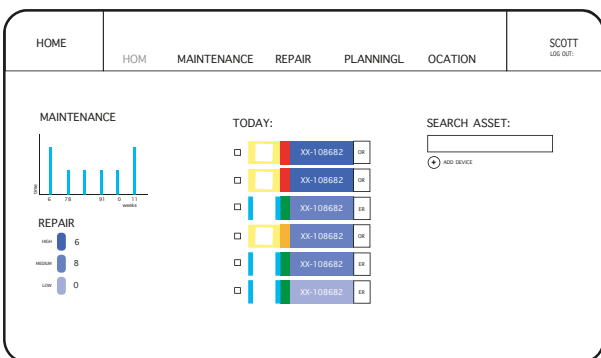 HOME
SCOTT
LOG OUT:
HOM MAINTENANCE REPAIR PLANNINGL OCATION
MAINTENANCE
time
6 78 91 0 11
weeks
REPAIR
HIGH 6
MEDIUM 8
LOW 0
TODAY:
XX-108682 OR
XX-108682 OR
XX-108682 ER
XX-108682 OR
XX-108682 ER
XX-108682 ER
SEARCH ASSET:
+ ADD DEVICE